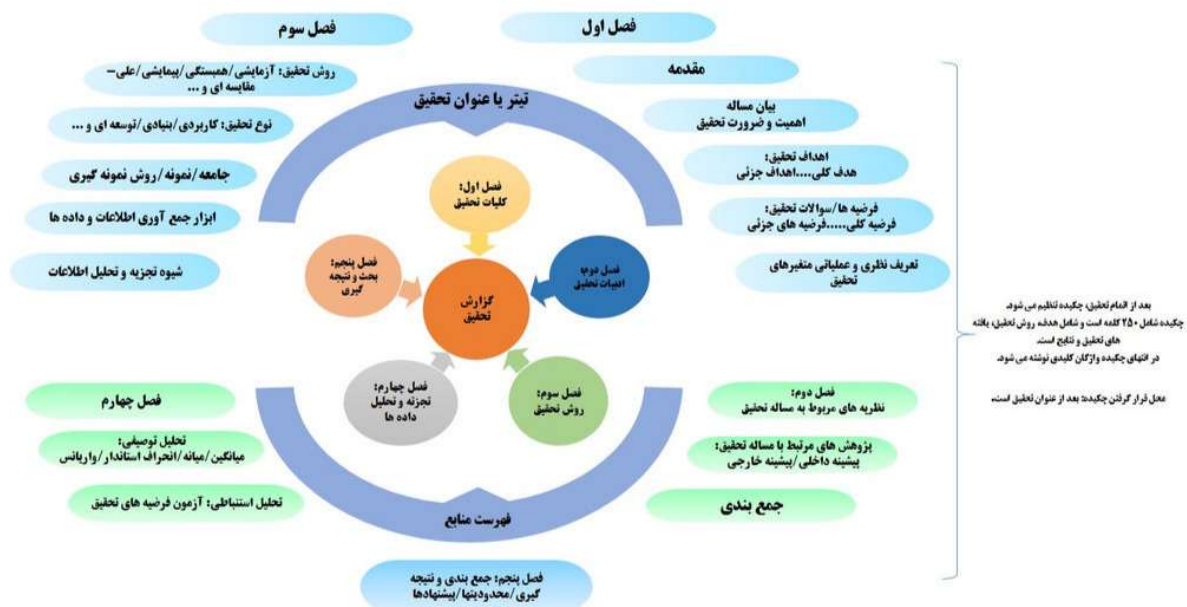 فصل اول
مقدمه
بیان مساله
اهمیت و ضرورت تحقیق
اهداف تحقیق:
هدف کلی....اهداف جزئی
فرضیه ها/سوالات تحقیق:
فرضیه کلی.....فرضیه های جزئی
تعریف نظری و عملیاتی متغیرهای
تحقیق
فصل سوم
روش تحقیق: آزمایشی/همبستگی/پیمایشی/علی–
مقایسه ای و ...
نوع تحقیق: کاربردی/بنیادی/توسعه ای و ...
جامعه/نمونه/روش نمونه گیری
ابزار جمع آوری اطلاعات و داده ها
شیوه تجزیه و تحلیل اطلاعات
تیتر یا عنوان تحقیق
فصل اول:
کلیات تحقیق
فصل دوم:
ادبیات تحقیق
فصل سوم:
روش تحقیق
فصل چهارم:
تجزیه و تحلیل
داده ها
فصل پنجم:
بحث و نتیجه
گیری
گزارش
تحقیق
فهرست منابع
فصل دوم:
نظریه های مربوط به مساله تحقیق
پژوهش های مرتبط با مساله تحقیق:
پیشینه داخلی/پیشینه خارجی
جمع بندی
فصل چهارم
تحلیل توصیفی:
میانگین/میانه/انحراف استاندار/واریانس
تحلیل استنباطی: آزمون فرضیه های تحقیق
فصل پنجم: جمع بندی و نتیجه
گیری/محدودیتها/پیشنهادها
بعد از اتمام تحقیق، چکیده تنظیم می شود.
چکیده شامل ۲۵۰ کلمه است و شامل هدف، روش تحقیق، یافته
های تحقیق و نتایج است.
در انتهای چکیده واژگان کلیدی نوشته می شود.
محل قرار گرفتن چکیده: بعد از عنوان تحقیق است.